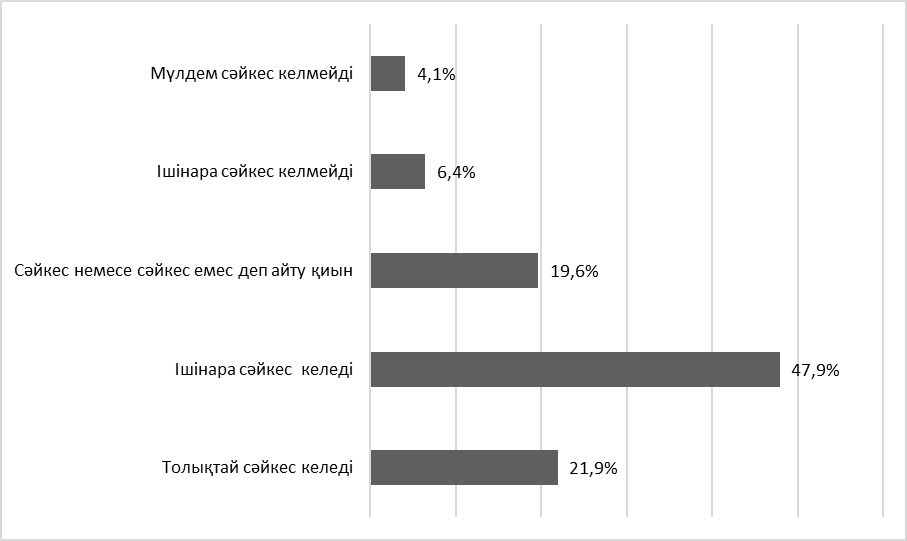 Мүлдем сәйкес келмейді
4,1%
Ішінара сәйкес келмейді
6,4%
Сәйкес немесе сәйкес емес деп айту қиын
19,6%
Ішінара сәйкес  келеді
47,9%
Толықтай сәйкес келеді
21,9%